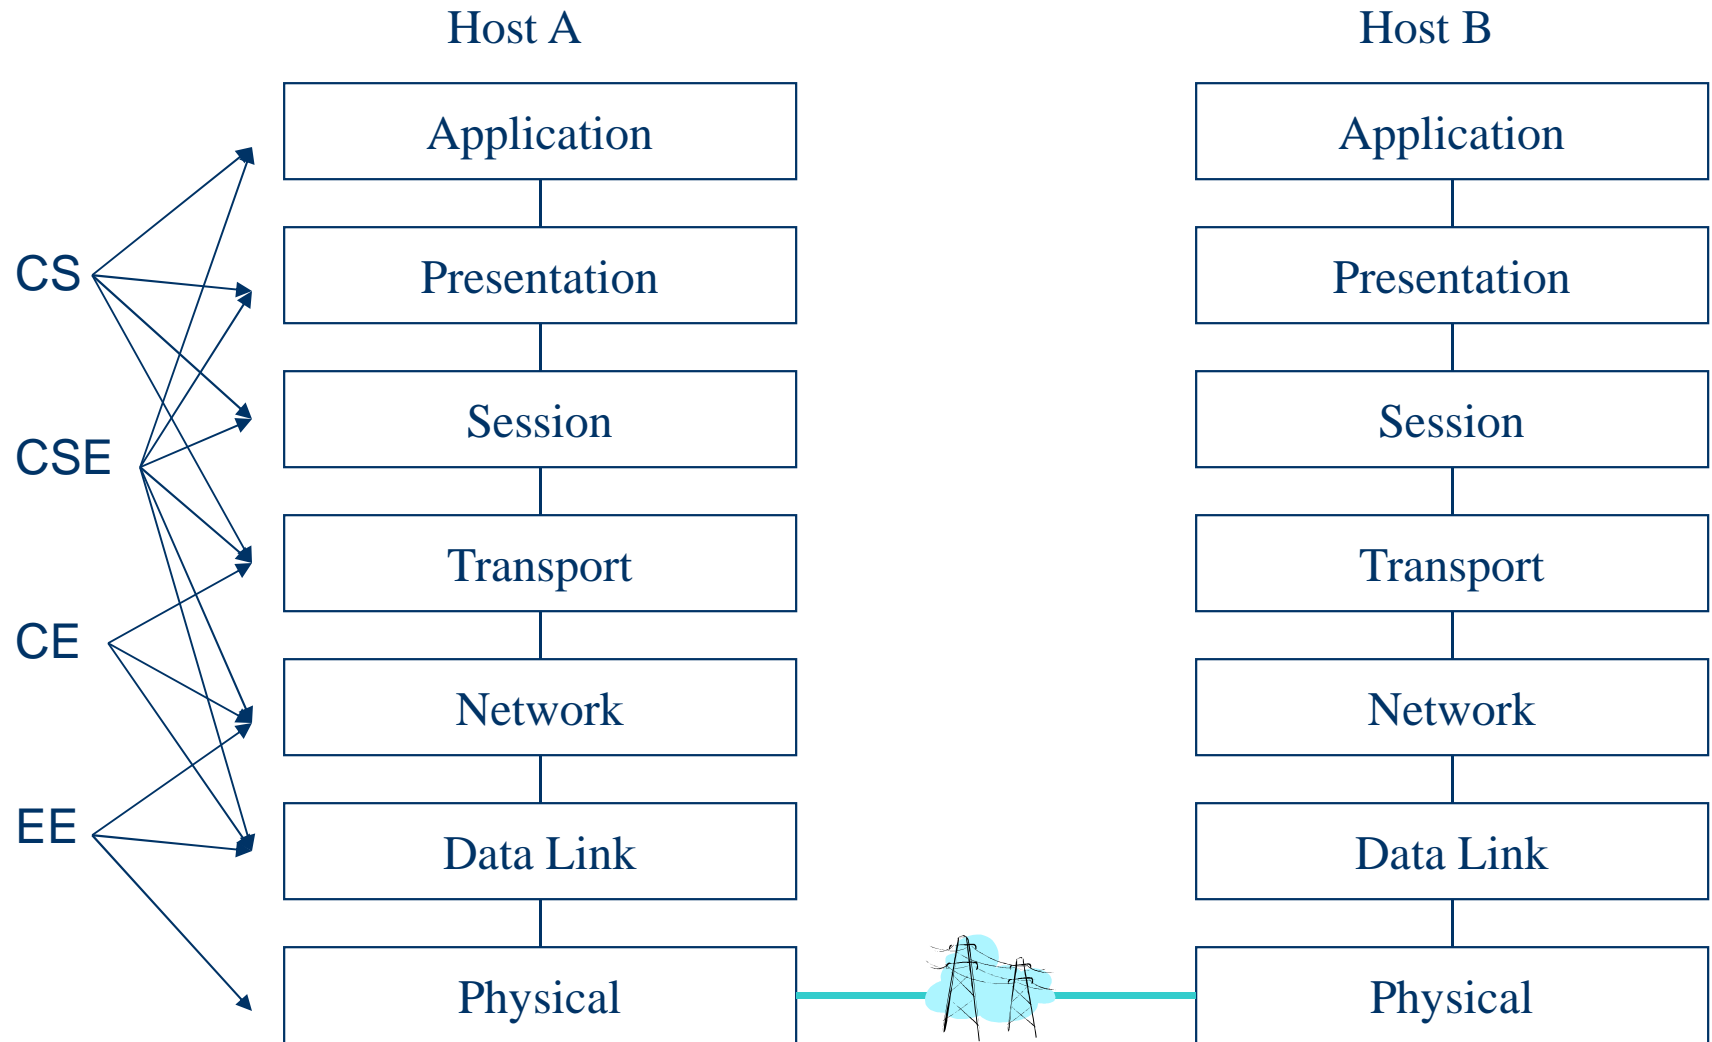 Host A
Host B
CS
CSE
CE
EE
Application
Presentation
Session
Transport
Network
Data Link
Physical
Application
Presentation
Session
Transport
Network
Data Link
Physical